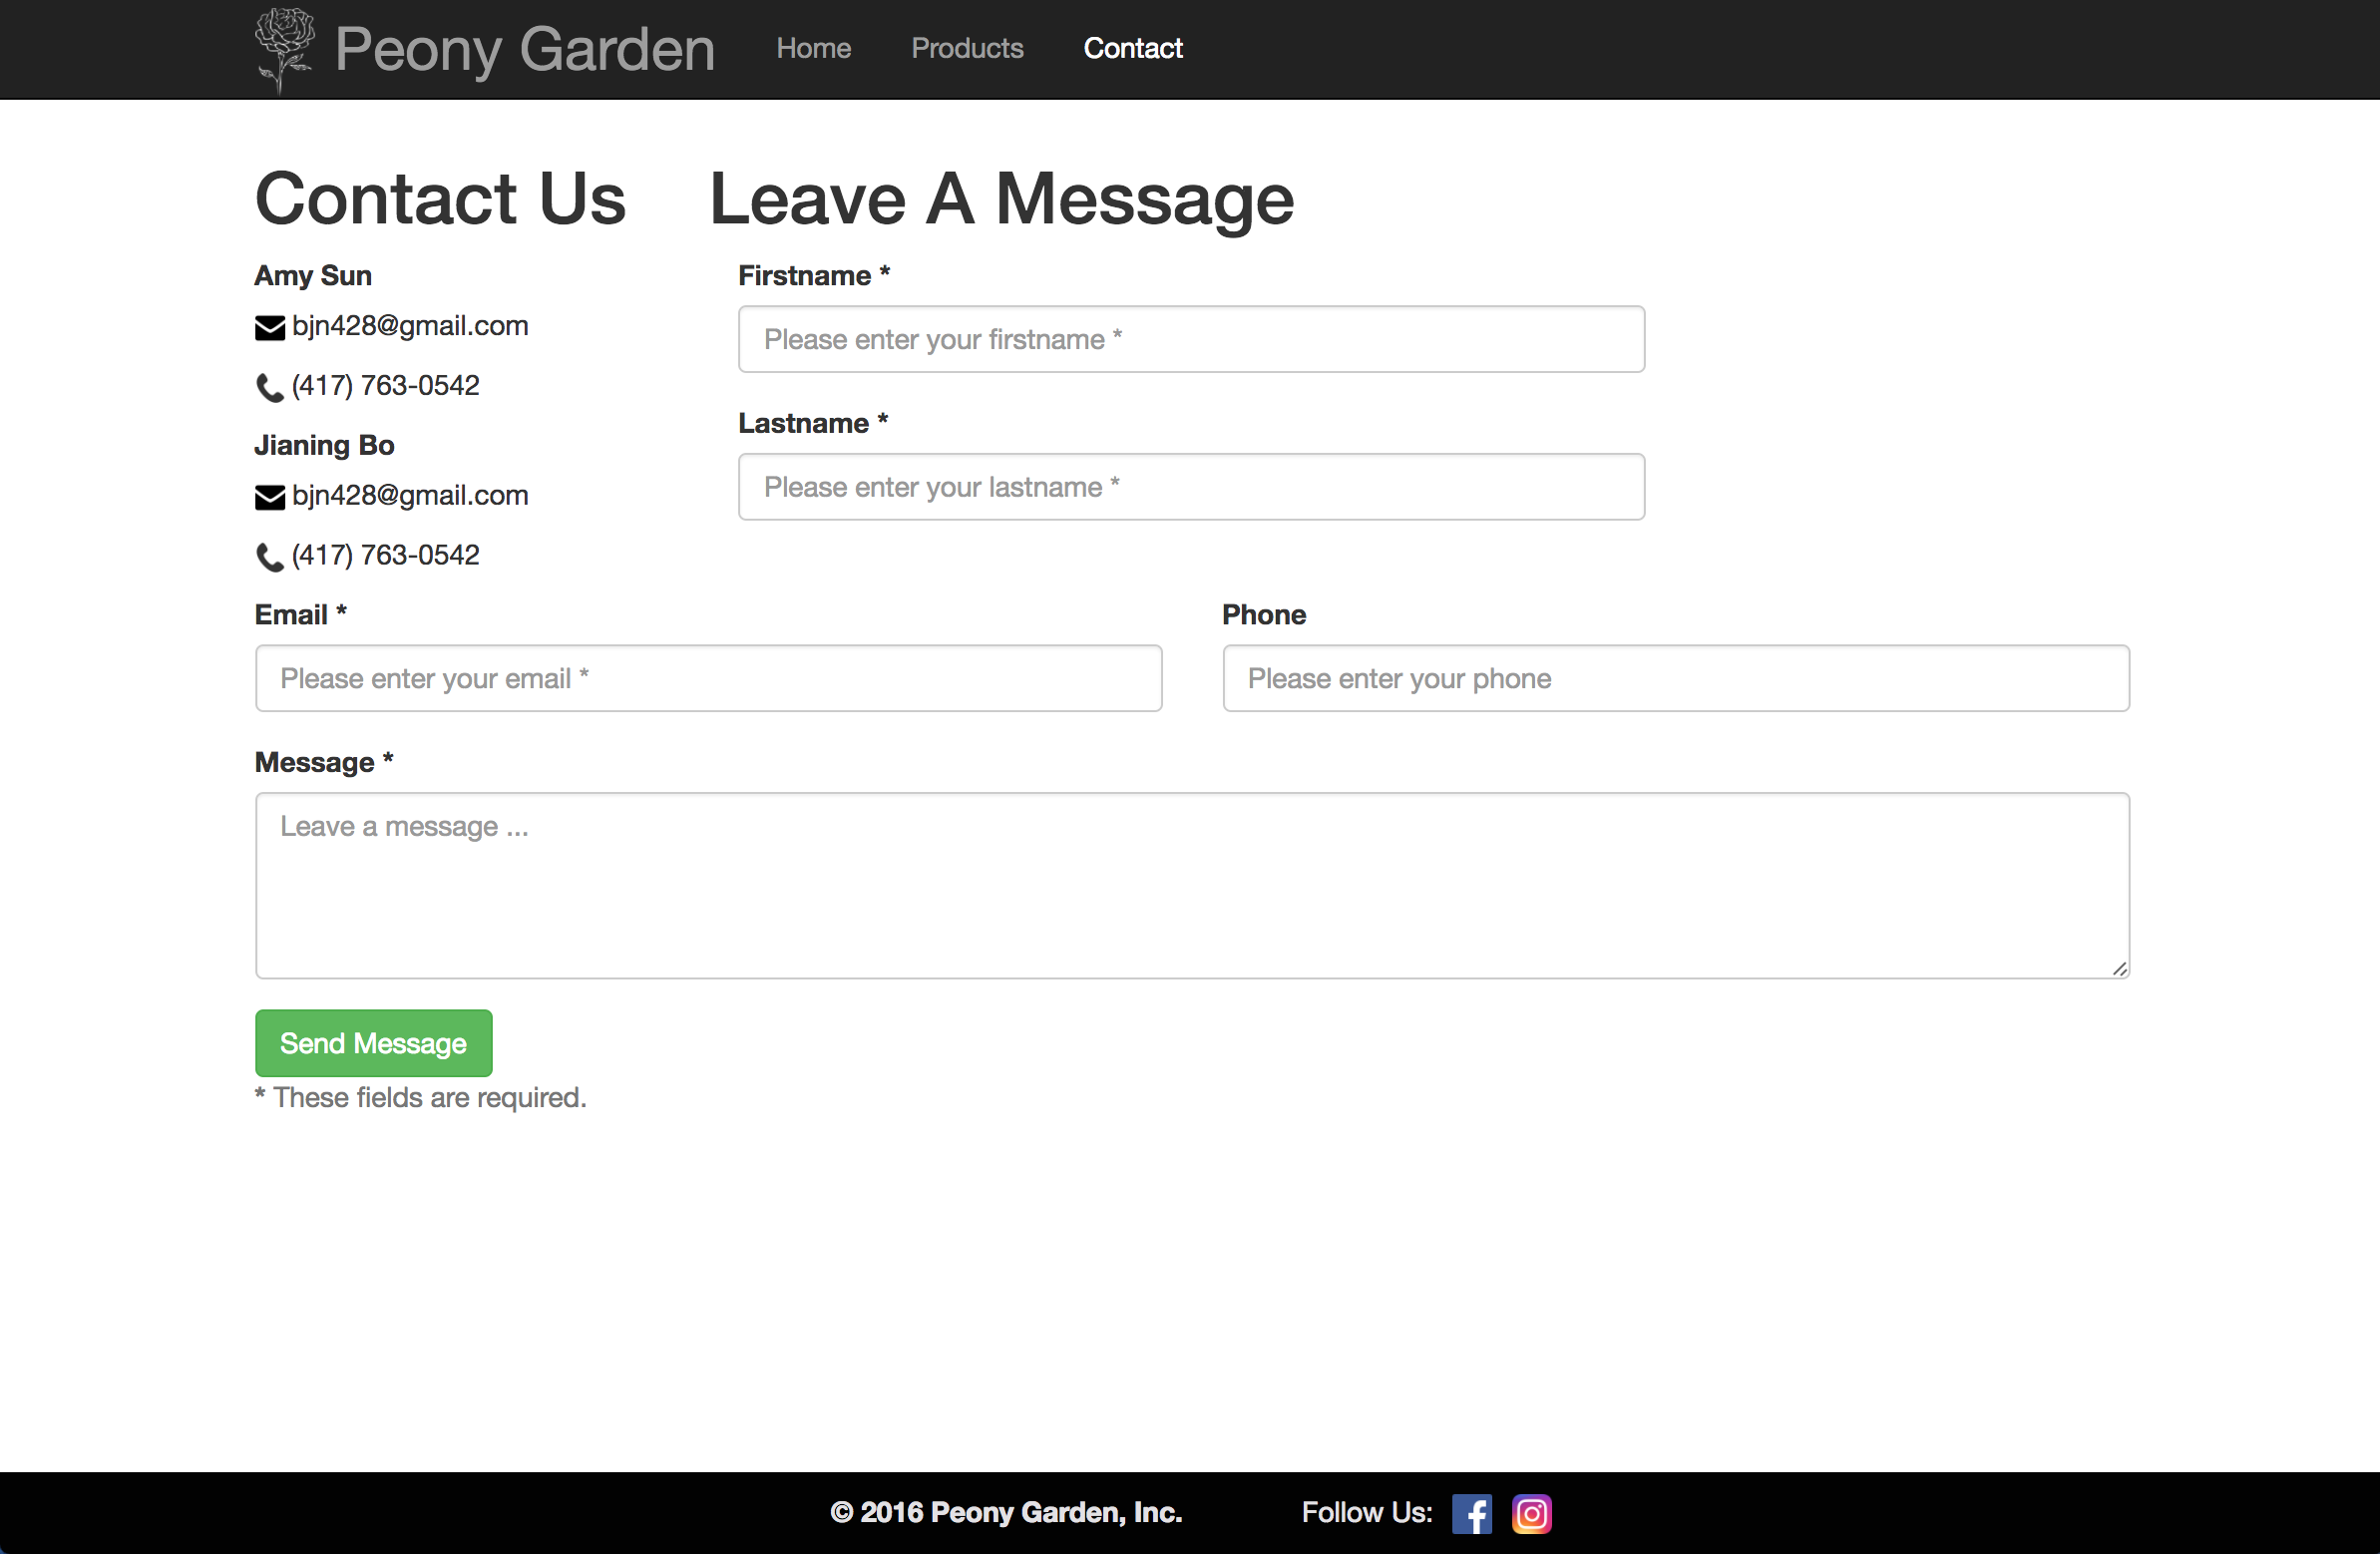 Peony Garden Home Products Contact
Contact Us
Amy Sun
bjn428@gmail.com
(417) 763-0542
Jianing Bo
bjn428@gmail.com
(417) 763-0542
Leave A Message
Firstname *
Please enter your firstname *
Lastname *
Please enter your lastname *
Email *
Please enter your email *
Phone
Please enter your phone
Message *
Leave a message ...
Send Message
* These fields are required.
© 2016 Peony Garden, Inc. Follow Us: